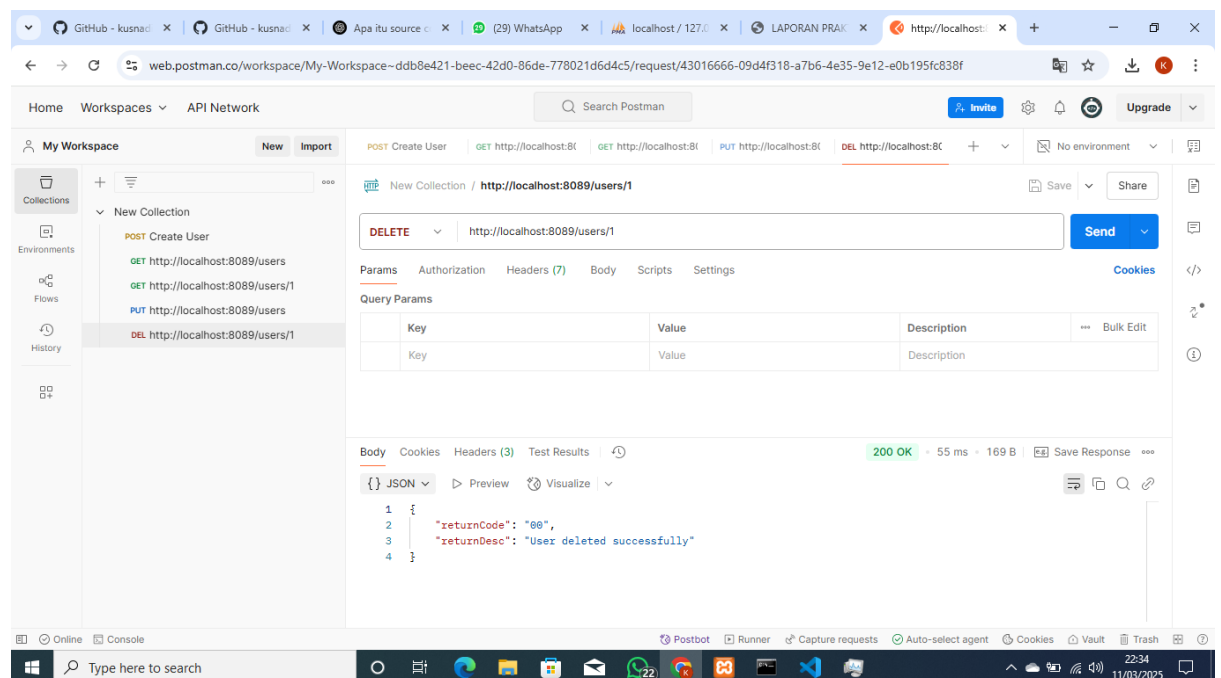 GitHub - kusnad GitHub - kusnad Apa itu source c (29) WhatsApp localhost / 127.0 LAPORAN PRAK http://localhost:
web.postman.co/workspace/My-Workspace~ddb8e421-beec-42d0-86de-778021d6d4c5/request/43016666-09d4f318-a7b6-4e35-9e12-e0b195fc838f K
Home Workspaces API Network Search Postman Invite Upgrade
My Workspace New Import POST Create User GET http://localhost:8( GET http://localhost:8( PUT http://localhost:8( DEL http://localhost:8( No environment
Collections
New Collection / http://localhost:8089/users/1 Save Share
New Collection
POST Create User
GET http://localhost:8089/users
GET http://localhost:8089/users/1
PUT http://localhost:8089/users
DEL http://localhost:8089/users/1
Environments
Flows
History
DELETE http://localhost:8089/users/1 Send
Params Authorization Headers (7) Body Scripts Settings Cookies
Query Params
Key Value Description Bulk Edit
Key Value Description
Body Cookies Headers (3) Test Results 200 OK 55 ms 169 B Save Response
{} JSON Preview Visualize
1 {
2 "returnCode": "00",
3 "returnDesc": "User deleted successfully"
4 }
Online Console Postbot Runner Capture requests Auto-select agent Cookies Vault Trash
Type here to search 22 22:34
11/03/2025